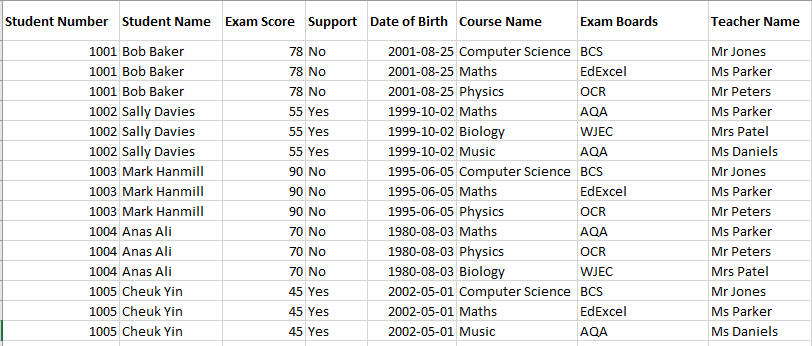 Student Number Student Name Exam Score Support Date of Birth Course Name Exam Boards Teacher Name
1001 Bob Baker 78 No 2001-08-25 Computer Science BCS Mr Jones
1001 Bob Baker 78 No 2001-08-25 Maths EdExcel Ms Parker
1001 Bob Baker 78 No 2001-08-25 Physics OCR Mr Peters
1002 Sally Davies 55 Yes 1999-10-02 Maths AQA Ms Parker
1002 Sally Davies 55 Yes 1999-10-02 Biology WJEC Mrs Patel
1002 Sally Davies 55 Yes 1999-10-02 Music AQA Ms Daniels
1003 Mark Hanmill 90 No 1995-06-05 Computer Science BCS Mr Jones
1003 Mark Hanmill 90 No 1995-06-05 Maths EdExcel Ms Parker
1003 Mark Hanmill 90 No 1995-06-05 Physics OCR Mr Peters
1004 Anas Ali 70 No 1980-08-03 Maths AQA Ms Parker
1004 Anas Ali 70 No 1980-08-03 Physics OCR Mr Peters
1004 Anas Ali 70 No 1980-08-03 Biology WJEC Mrs Patel
1005 Cheuk Yin 45 Yes 2002-05-01 Computer Science BCS Mr Jones
1005 Cheuk Yin 45 Yes 2002-05-01 Maths EdExcel Ms Parker
1005 Cheuk Yin 45 Yes 2002-05-01 Music AQA Ms Daniels